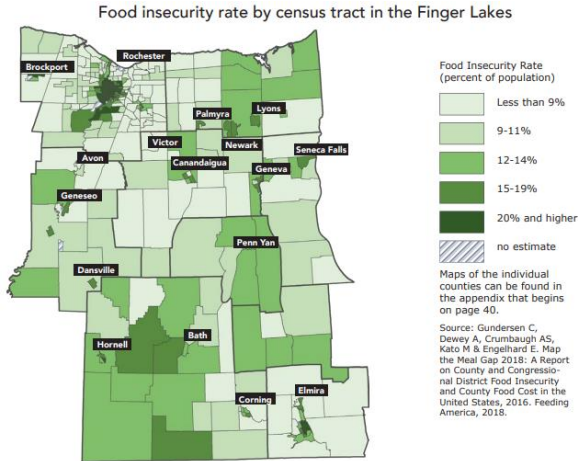 Food insecurity rate by census tract in the Finger Lakes
Rochester
Brockport
Palmyra
Lyons
Victor
Newark
Seneca Falls
Avon
Canandaigua
Geneva
Geneseo
Penn Yan
Dansville
Bath
Hornell
Elmira
Corning
Food Insecurity Rate
(percent of population)
Less than 9%
9-11%
12-14%
15-19%
20% and higher
no estimate
Maps of the individual
counties can be found in
the appendix that begins
on page 40.
Source: Gundersen C,
Dewey A, Crumbaugh AS,
Kato M & Engelhard E. Map
the Meal Gap 2018: A Report
on County and Congressio-
nal District Food Insecurity
and County Food Cost in the
United States, 2016. Feeding
America, 2018.